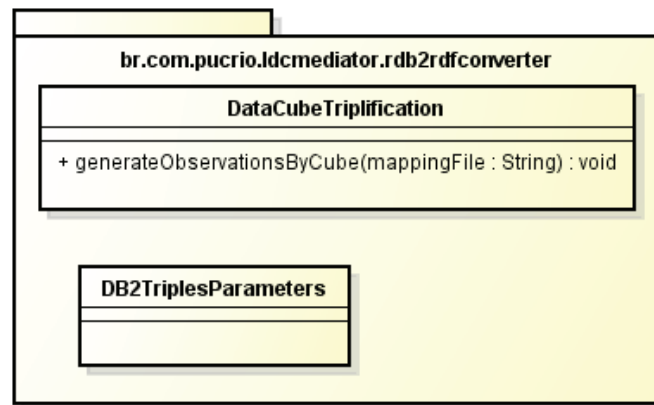 br.com.pucrio.ldcmediator.rdb2rdfconverter
DataCubeTriplification
+ generateObservationsByCube(mappingFile : String) : void
DB2TriplesParameters